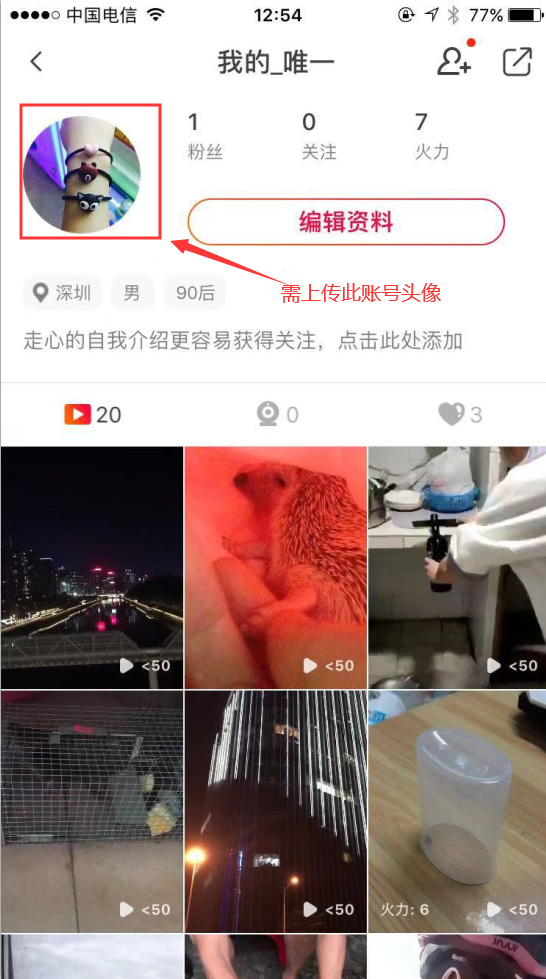 中国电信 12:54 77%
我的_唯一
1 0 7
粉丝 关注 火力
编辑资料
需上传此账号头像
深圳 男 90后
走心的自我介绍更容易获得关注，点击此处添加
20 0 3
<50 <50 <50
<50 <50 火力: 6 <50